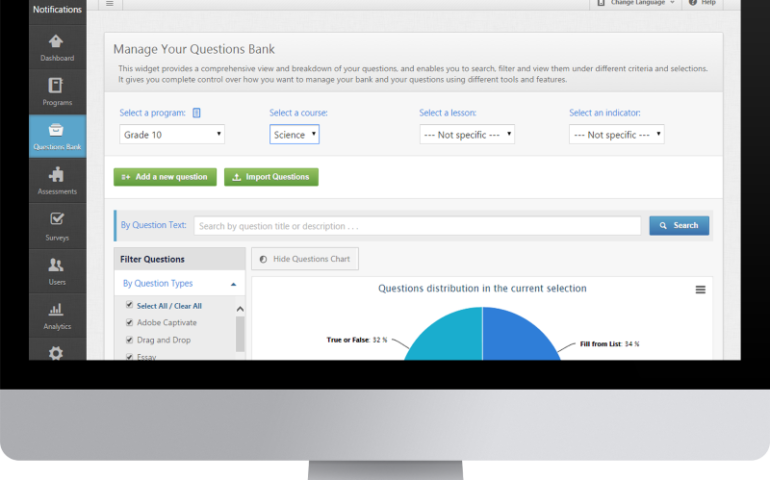 Notifications
Change Language
Help
Dashboard
Programs
Questions Bank
Assessments
Surveys
Users
Analytics
Manage Your Questions Bank
This widget provides a comprehensive view and breakdown of your questions, and enables you to search, filter and view them under different criteria and selections.
It gives you complete control over how you want to manage your bank and your questions using different tools and features.
Select a program:
Select a course:
Select a lesson:
Select an indicator:
Grade 10
Science
--- Not specific ---
--- Not specific ---
Add a new question
Import Questions
By Question Text:
Search by question title or description . . .
Search
Filter Questions
Hide Questions Chart
By Question Types
Select All / Clear All
Adobe Captivate
Drag and Drop
Essay
Questions distribution in the current selection
True or False: 32 %
Fill from List: 34 %